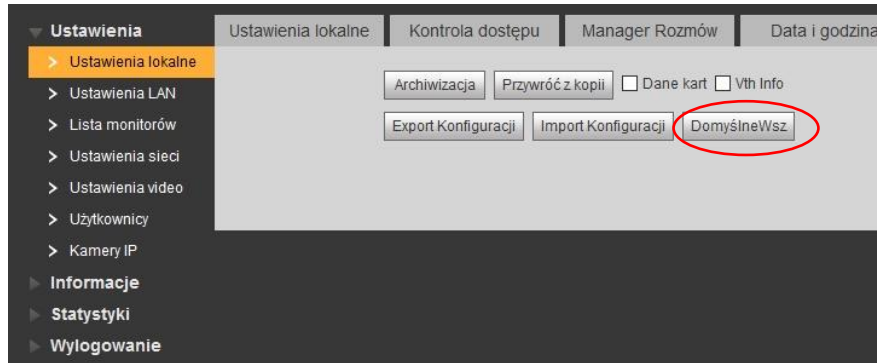 Ustawienia
Ustawienia lokalne
Ustawienia LAN
Lista monitorów
Ustawienia sieci
Ustawienia video
Użytkownicy
Kamery IP
Informacje
Statystyki
Wylogowanie
Ustawienia lokalne Kontrola dostępu Manager Rozmów Data i godzina
Archiwizacja Przywróć z kopii Dane kart Vth Info
Export Konfiguracji Import Konfiguracji DomyślneWsz